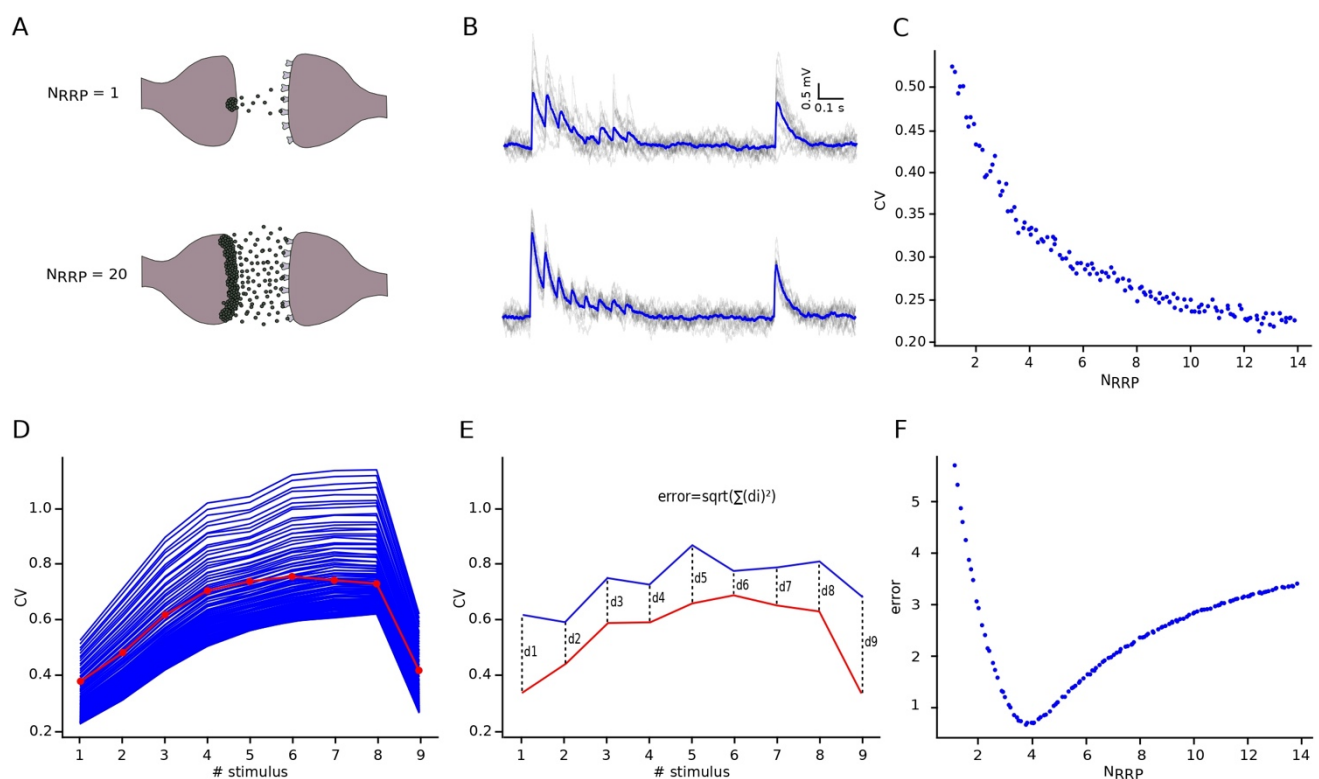 A
NRRP = 1
NRRP = 20
B
0.5 mV
0.1 s
C
0.50
0.45
0.40
0.35
0.30
0.25
0.20
CV
2 4 6 8 10 12 14
NRRP
D
1.0
0.8
0.6
0.4
0.2
CV
1 2 3 4 5 6 7 8 9
# stimulus
E
error=sqrt(∑(di)²)
1.0
0.8
0.6
0.4
0.2
CV
d1
d2
d3
d4
d5
d6
d7
d8
d9
1 2 3 4 5 6 7 8 9
# stimulus
F
5
4
3
2
1
error
2 4 6 8 10 12 14
NRRP